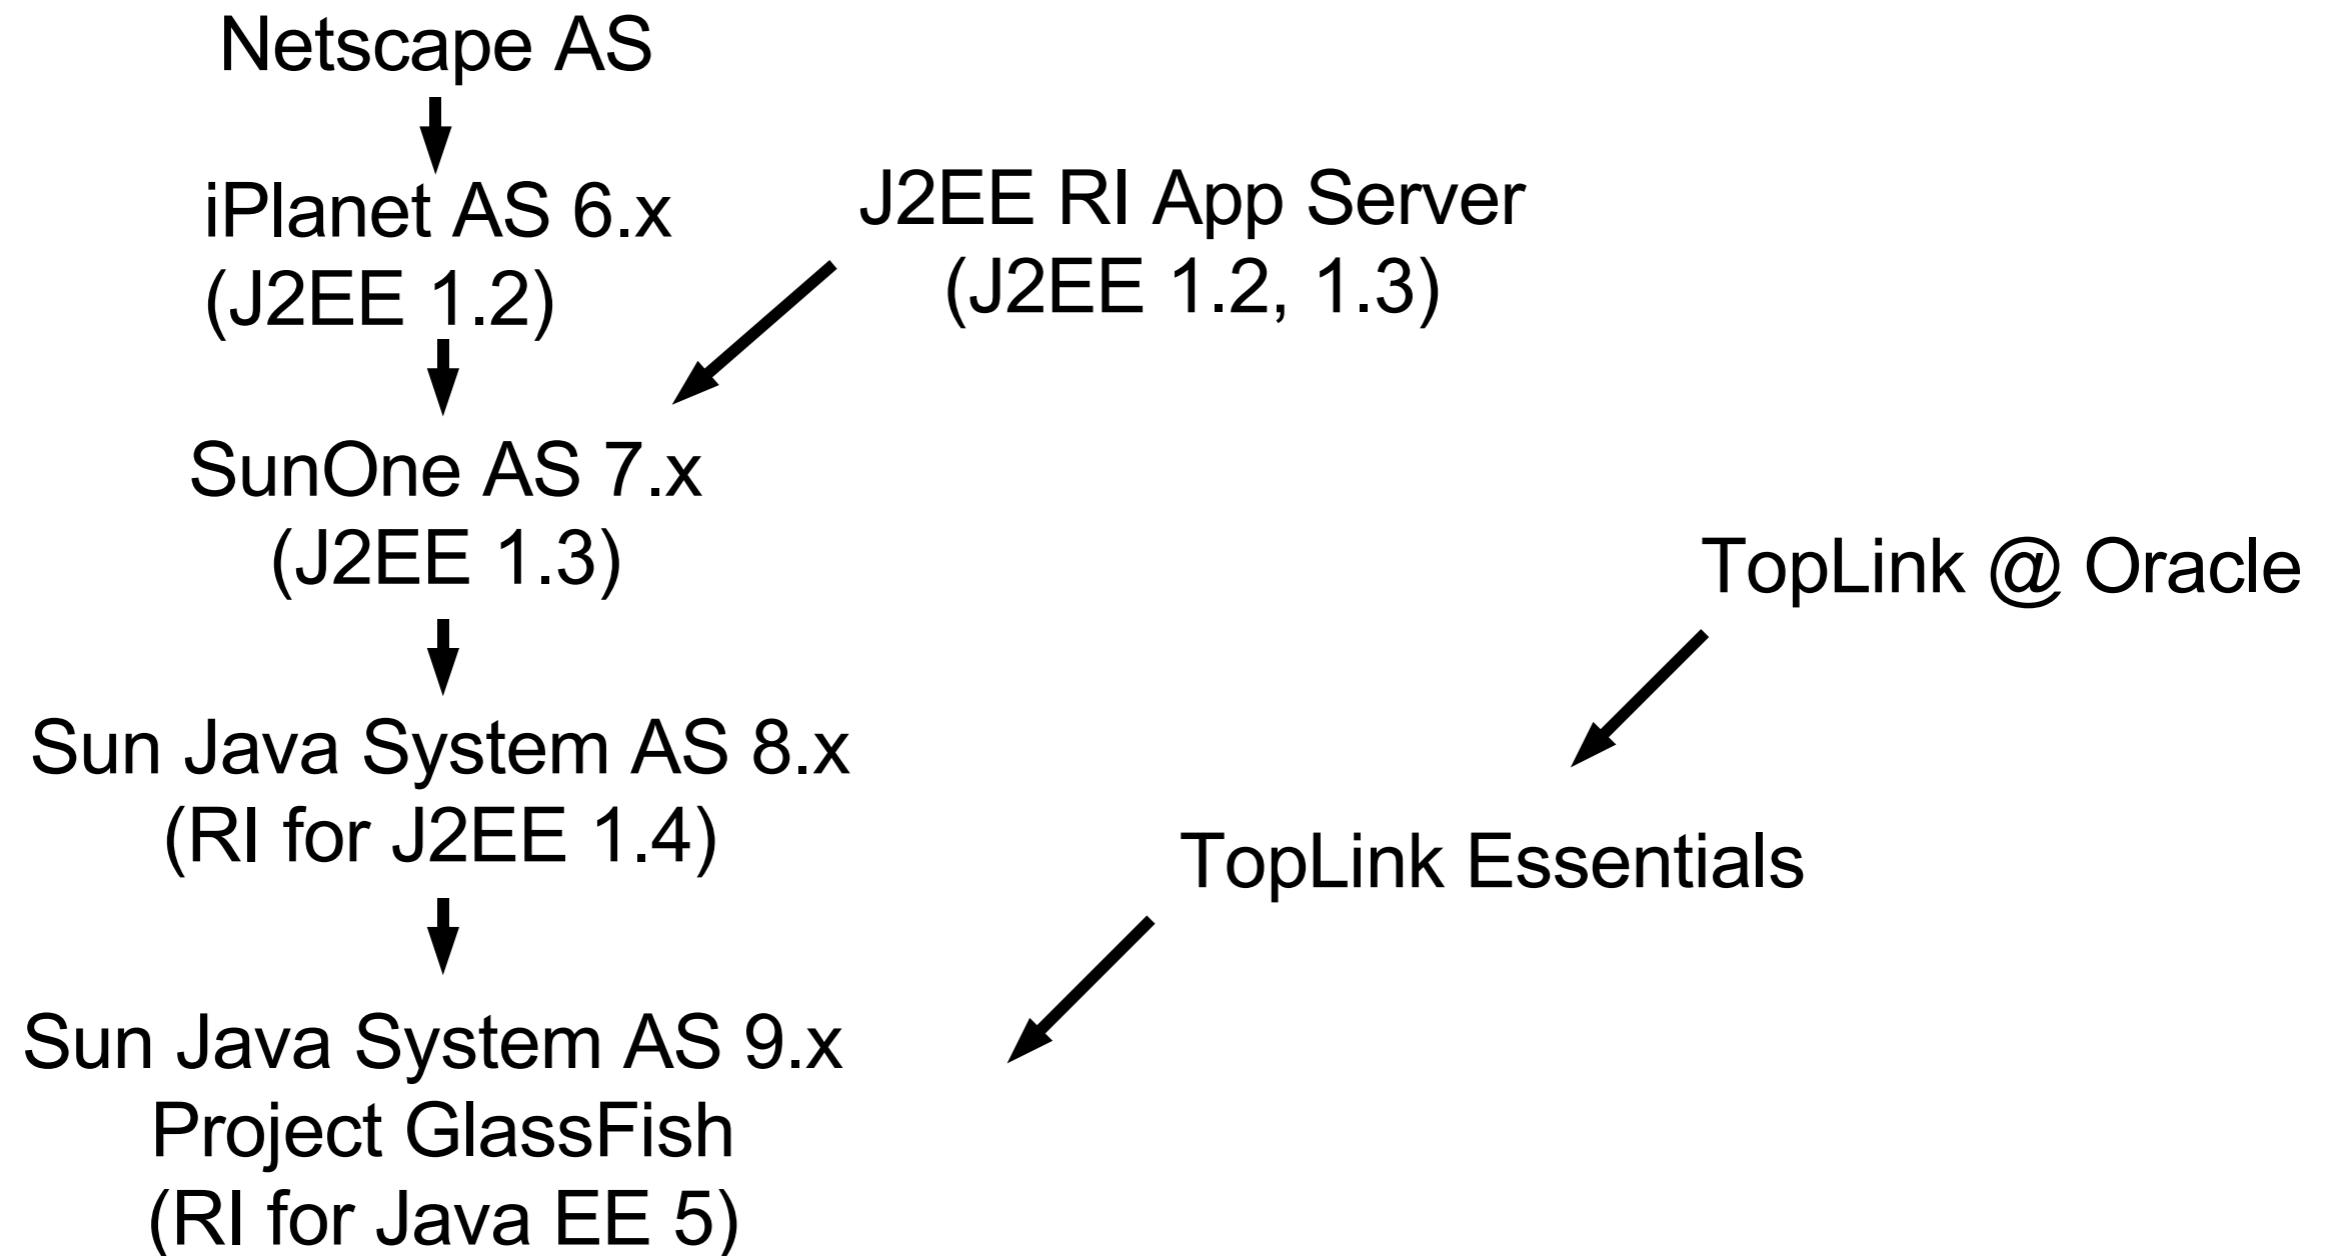 Netscape AS
iPlanet AS 6.x
(J2EE 1.2)
J2EE RI App Server
(J2EE 1.2, 1.3)
SunOne AS 7.x
(J2EE 1.3)
TopLink @ Oracle
Sun Java System AS 8.x
(RI for J2EE 1.4)
TopLink Essentials
Sun Java System AS 9.x
Project GlassFish
(RI for Java EE 5)